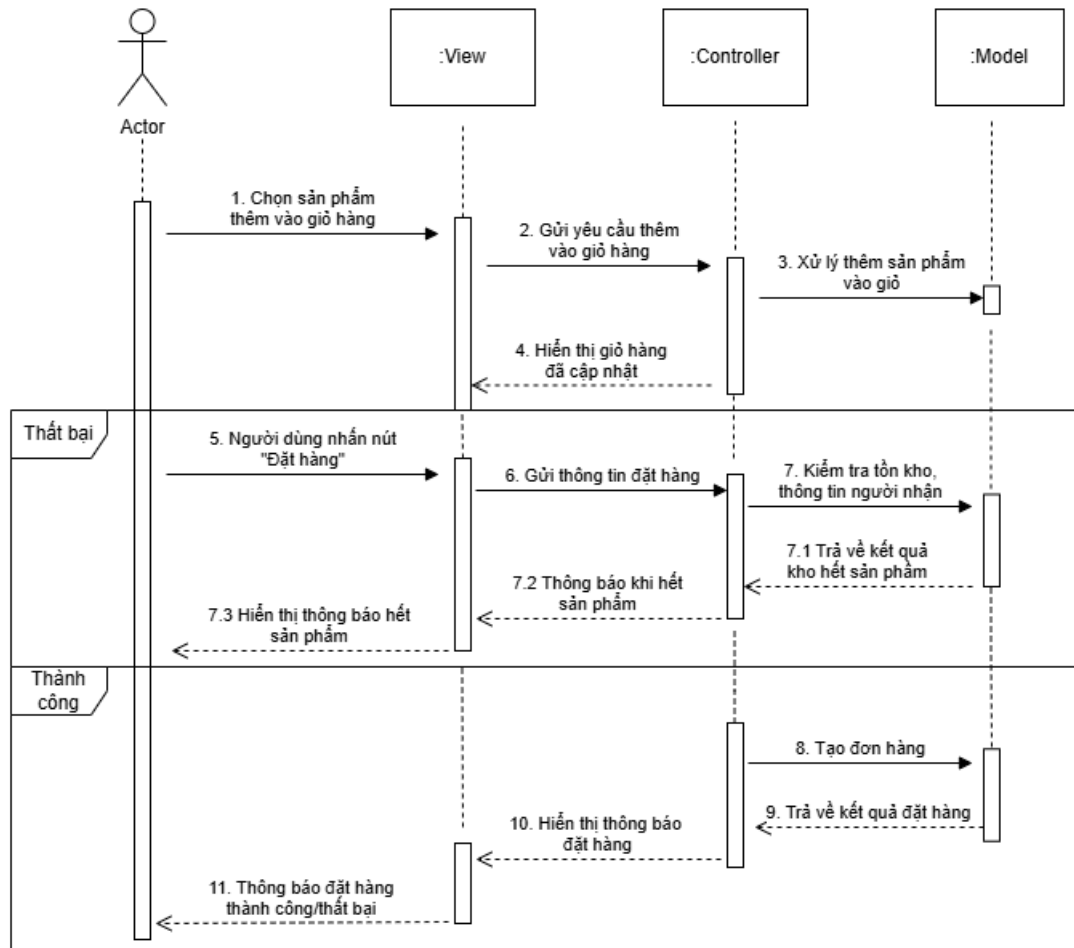 :View
:Controller
:Model
Actor
1. Chọn sản phẩm
thêm vào giỏ hàng
2. Gửi yêu cầu thêm
vào giỏ hàng
3. Xử lý thêm sản phẩm
vào giỏ
4. Hiển thị giỏ hàng
đã cập nhật
Thất bại
5. Người dùng nhấn nút
"Đặt hàng"
6. Gửi thông tin đặt hàng
7. Kiểm tra tồn kho,
thông tin người nhận
7.1 Trả về kết quả
kho hết sản phẩm
7.2 Thông báo khi hết
sản phẩm
7.3 Hiển thị thông báo hết
sản phẩm
Thành
công
8. Tạo đơn hàng
9. Trả về kết quả đặt hàng
10. Hiển thị thông báo
đặt hàng
11. Thông báo đặt hàng
thành công/thất bại